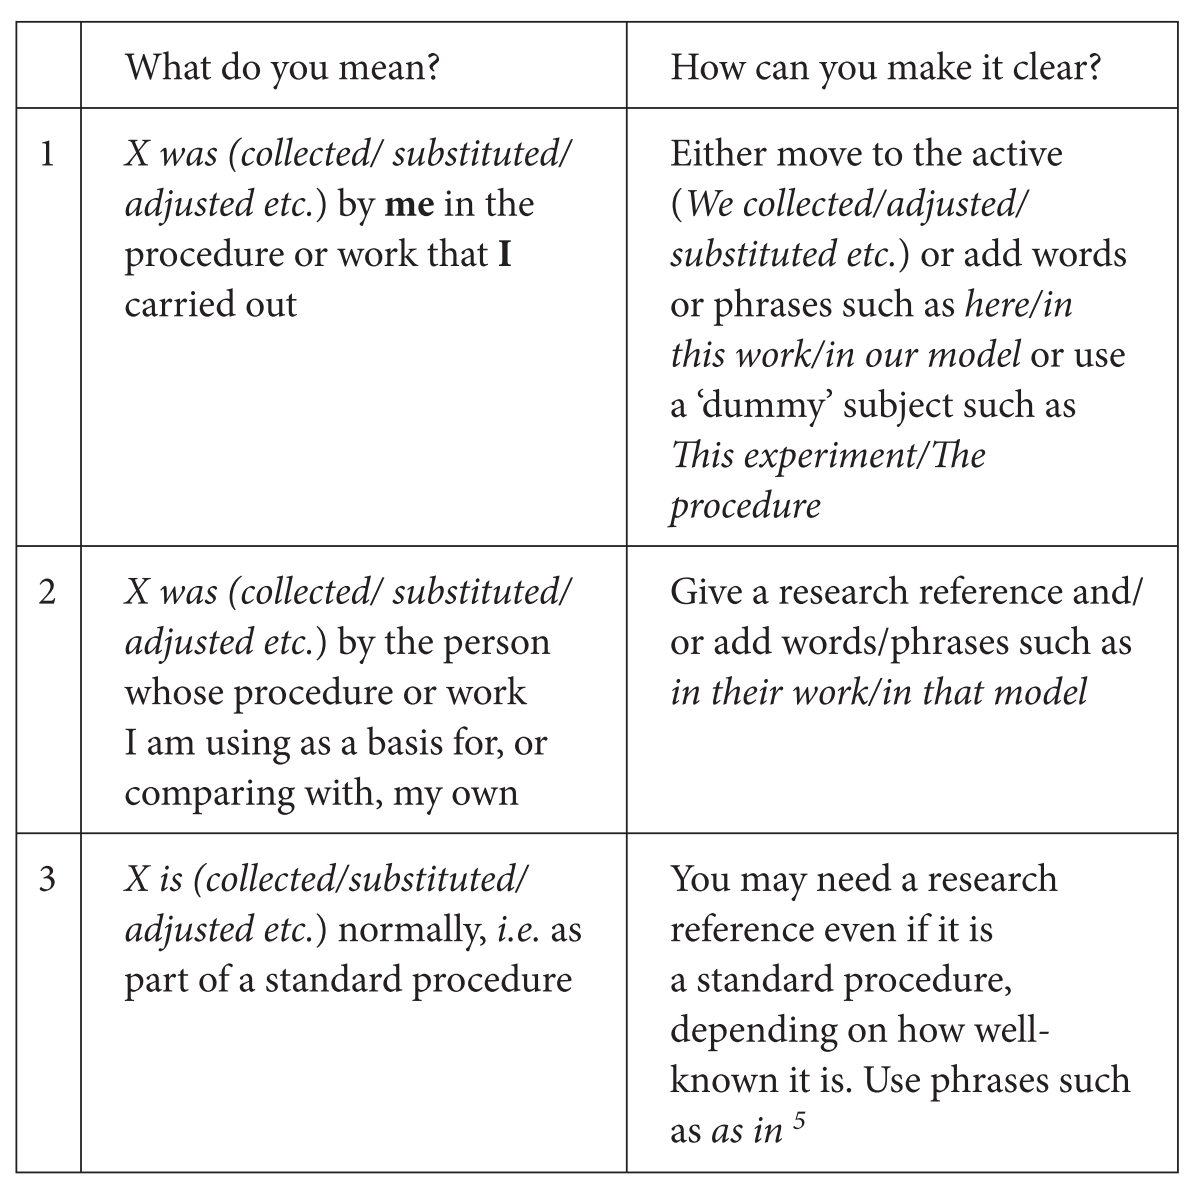 What do you mean?
How can you make it clear?
1
X was (collected/ substituted/
adjusted etc.) by me in the
procedure or work that I
carried out
Either move to the active
(We collected/adjusted/
substituted etc.) or add words
or phrases such as here/in
this work/in our model or use
a ‘dummy’ subject such as
This experiment/The
procedure
2
X was (collected/ substituted/
adjusted etc.) by the person
whose procedure or work
I am using as a basis for, or
comparing with, my own
Give a research reference and/
or add words/phrases such as
in their work/in that model
3
X is (collected/substituted/
adjusted etc.) normally, i.e. as
part of a standard procedure
You may need a research
reference even if it is
a standard procedure,
depending on how well-
known it is. Use phrases such
as as in 5